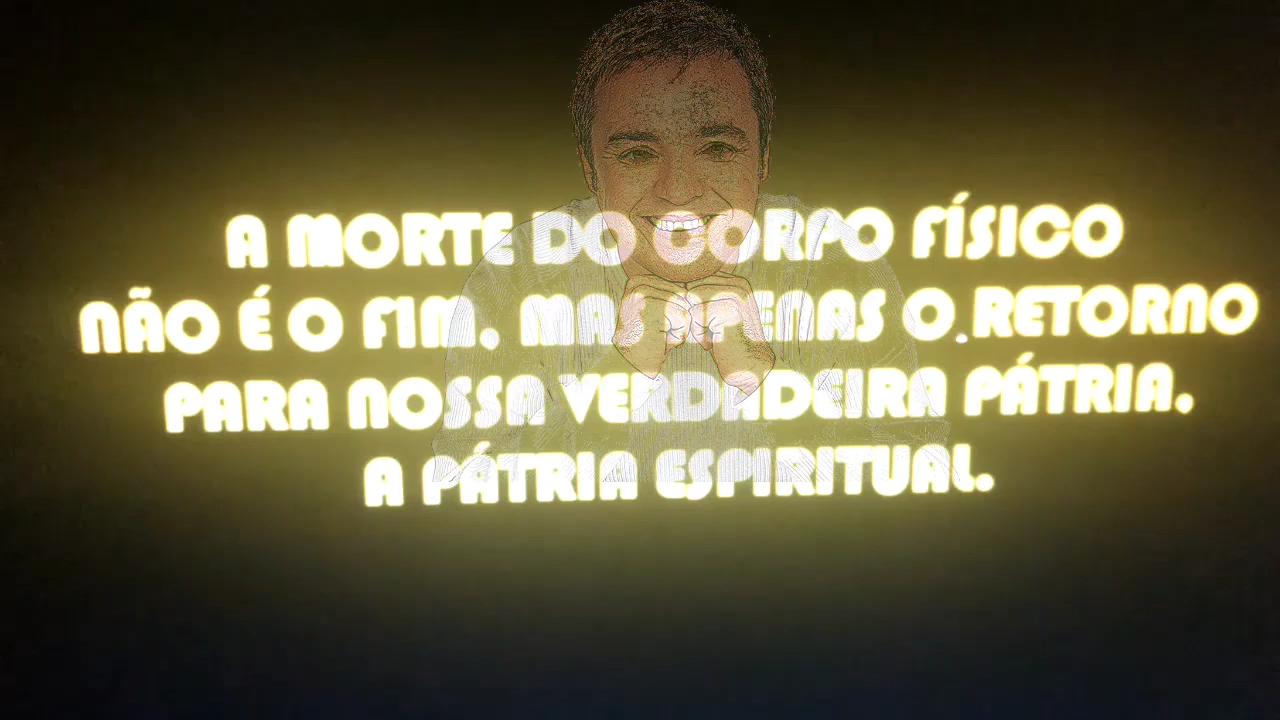 A MORTE DO CORPO FÍSICO
NÃO É O FIM. MAS APENAS O RETORNO
PARA NOSSA VERDADEIRA PÁTRIA.
A PÁTRIA ESPIRITUAL.